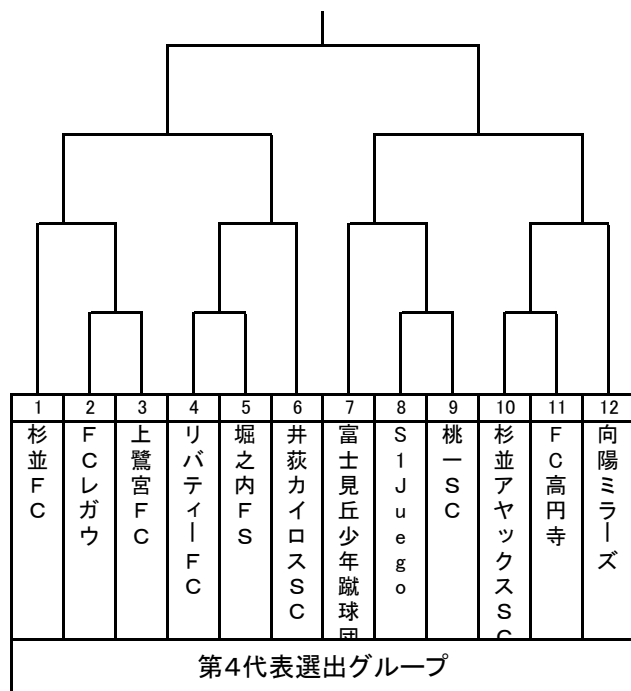 1
2
3
4
5
6
7
8
9
10
11
12
杉並FC
FCレガウ
上鷺宮FC
リバティーFC
堀之内FS
井荻カイロスSC
富士見丘少年蹴球団
S1Juego
桃一SC
杉並アヤックスSC
FC高円寺
向陽ミラーズ
第4代表選出グループ